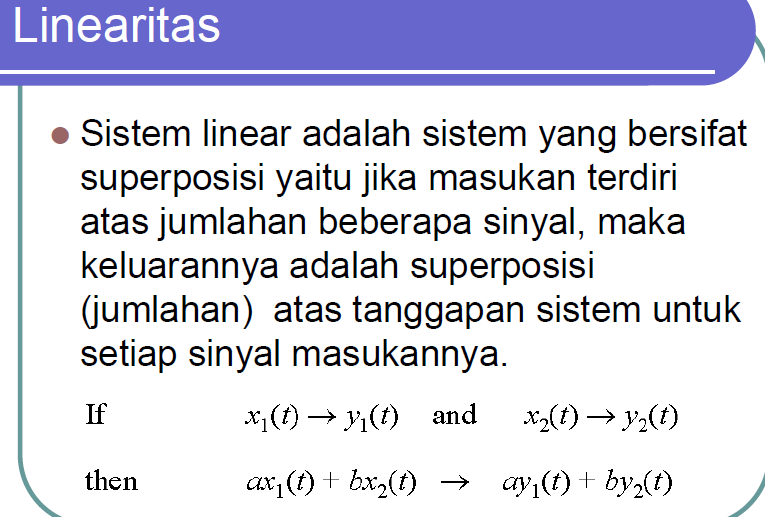 Linearitas
● Sistem linear adalah sistem yang bersifat
superposisi yaitu jika masukan terdiri
atas jumlahan beberapa sinyal, maka
keluarannya adalah superposisi
(jumlahan)  atas tanggapan sistem untuk
setiap sinyal masukannya.
If x₁(t) → y₁(t) and x₂(t) → y₂(t)
then ax₁(t) + bx₂(t) → ay₁(t) + by₂(t)